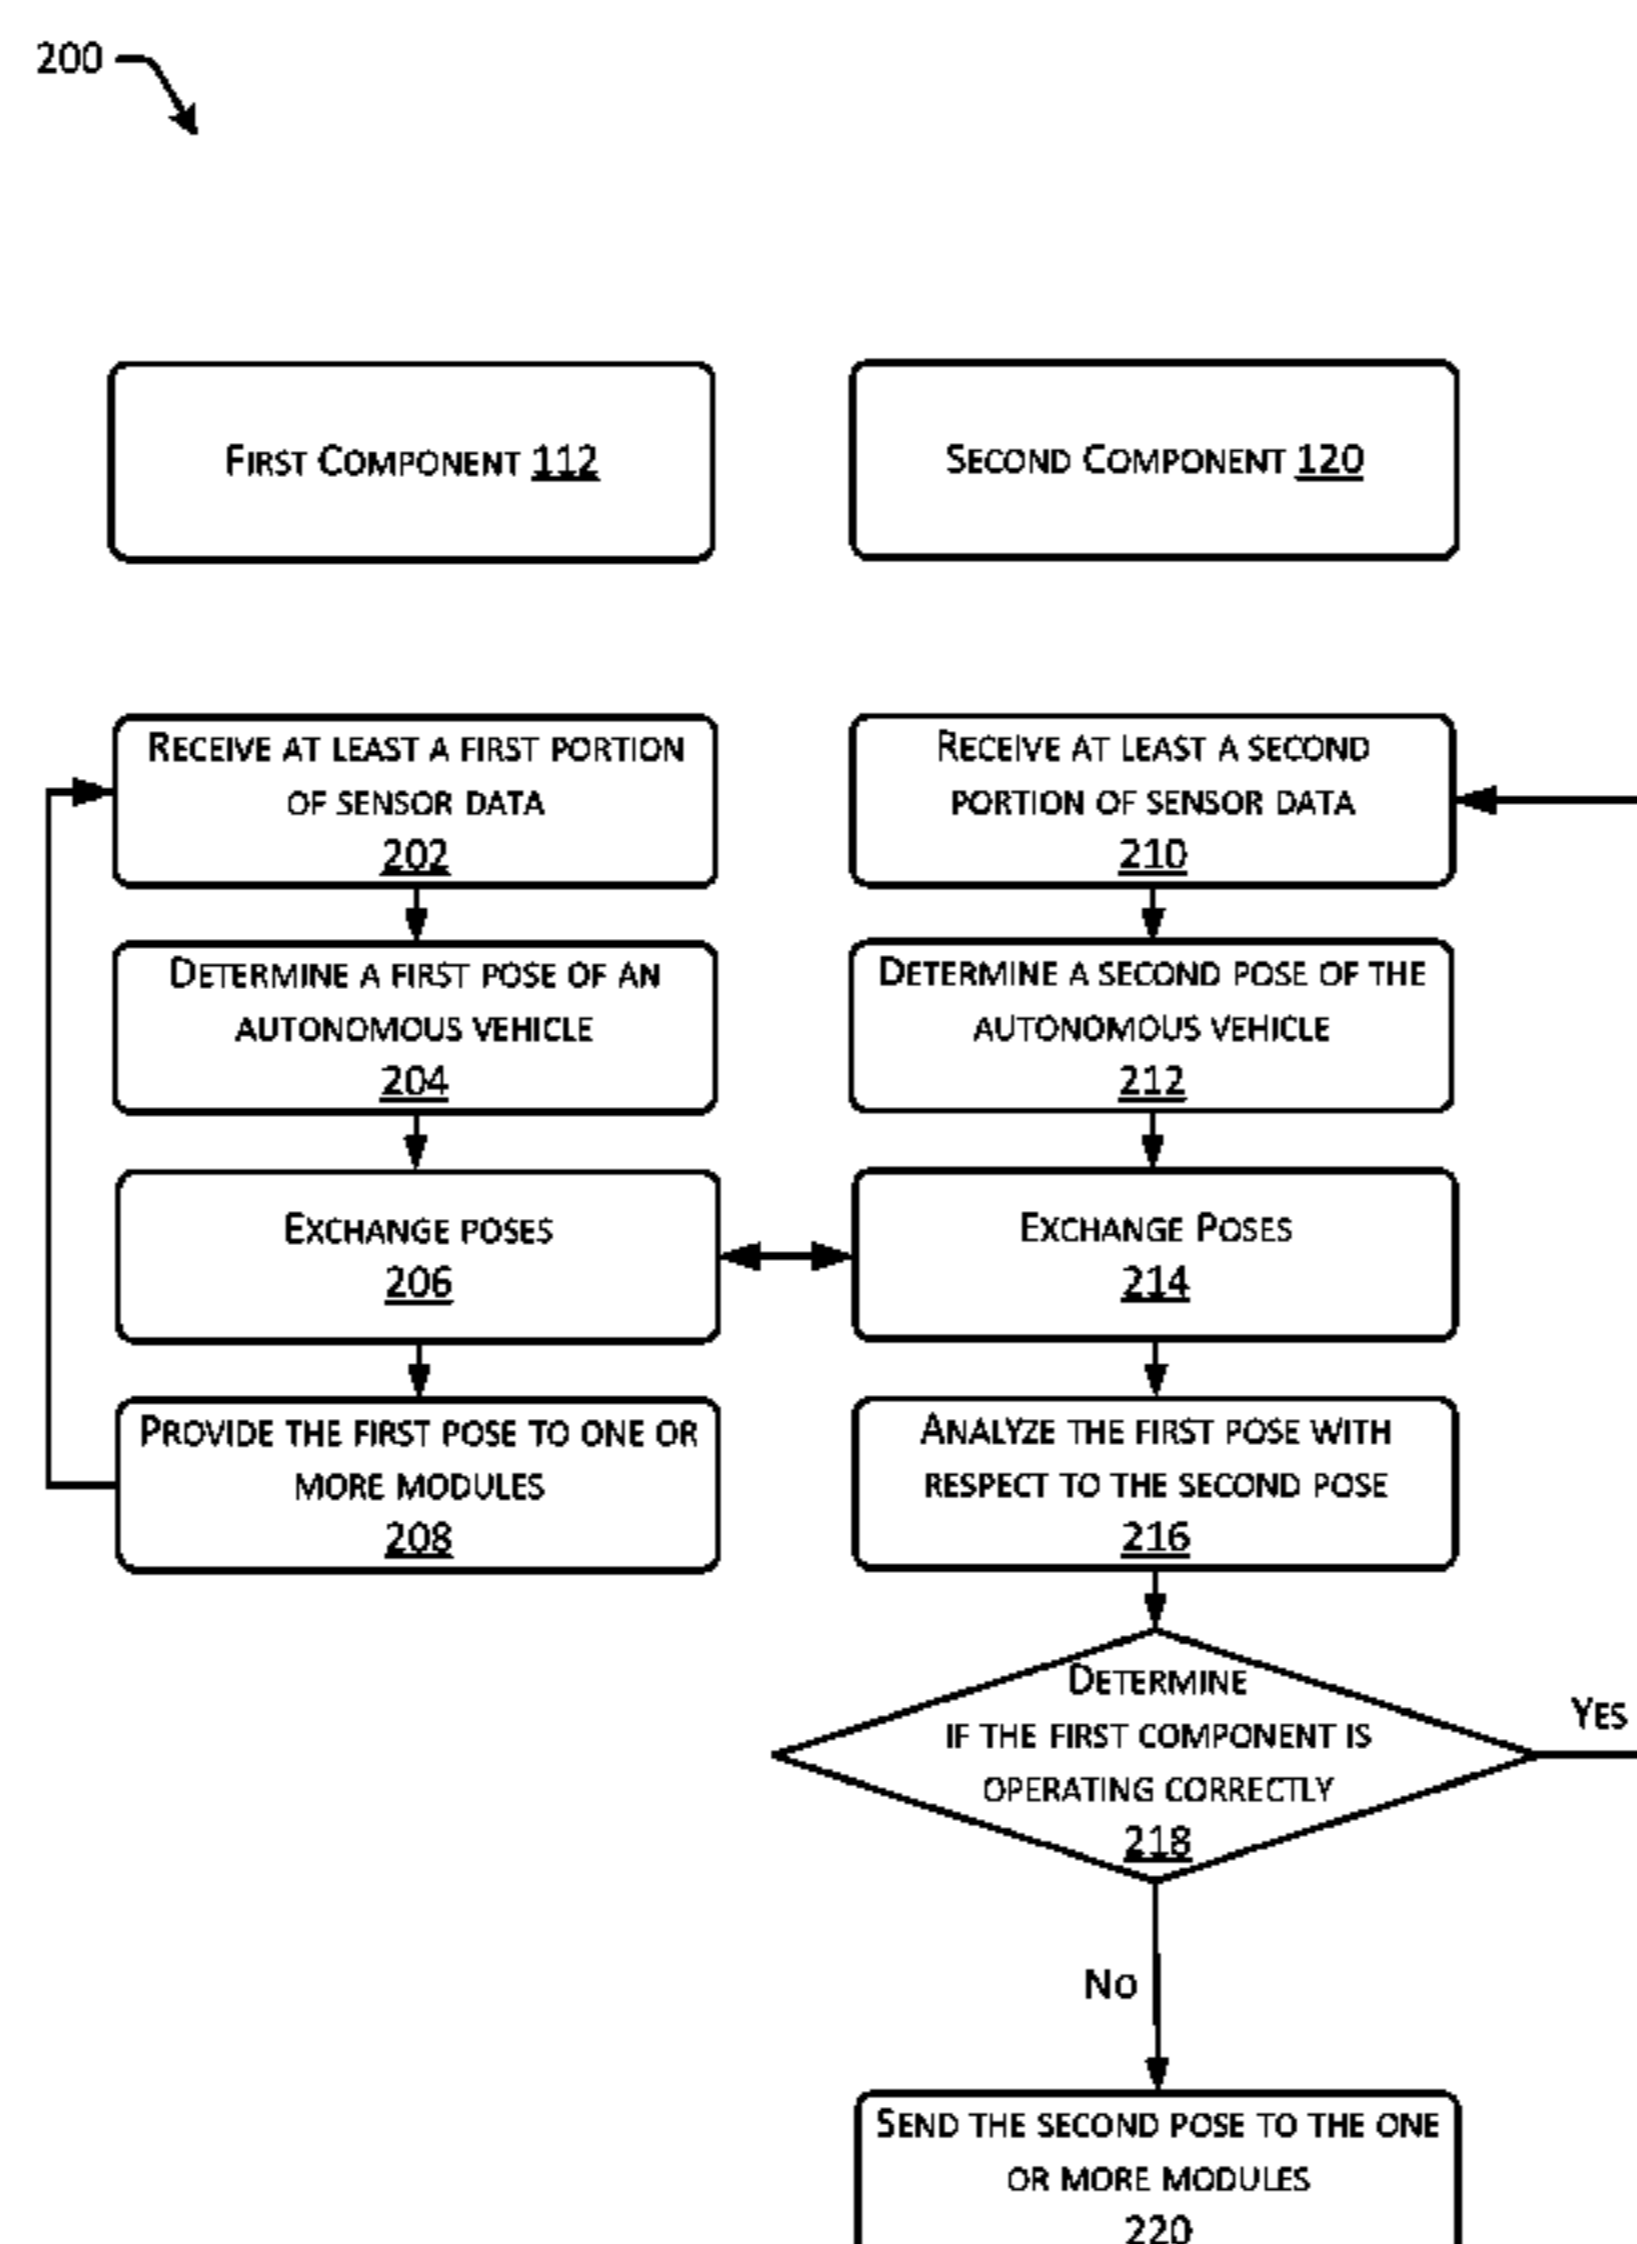 200
FIRST COMPONENT 112
SECOND COMPONENT 120
RECEIVE AT LEAST A FIRST PORTION
OF SENSOR DATA
202
DETERMINE A FIRST POSE OF AN
AUTONOMOUS VEHICLE
204
EXCHANGE POSES
206
PROVIDE THE FIRST POSE TO ONE OR
MORE MODULES
208
RECEIVE AT LEAST A SECOND
PORTION OF SENSOR DATA
210
DETERMINE A SECOND POSE OF THE
AUTONOMOUS VEHICLE
212
EXCHANGE POSES
214
ANALYZE THE FIRST POSE WITH
RESPECT TO THE SECOND POSE
216
DETERMINE
IF THE FIRST COMPONENT IS
OPERATING CORRECTLY
218
YES
NO
SEND THE SECOND POSE TO THE ONE
OR MORE MODULES
220